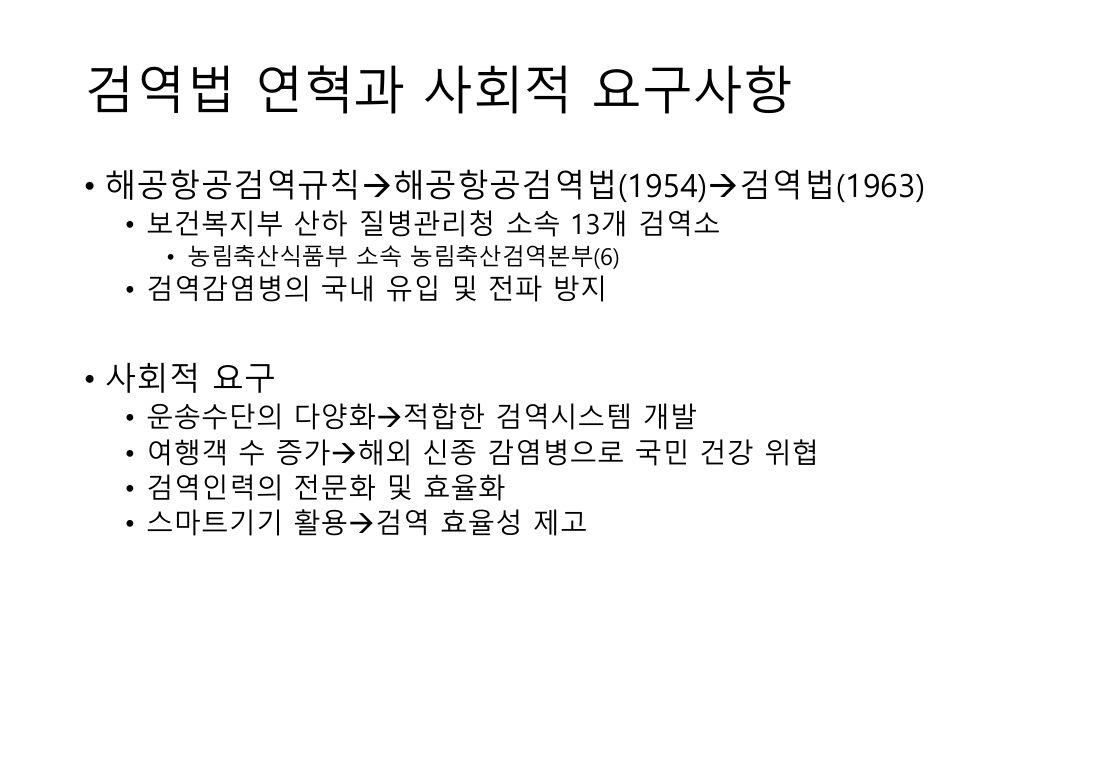 검역법 연혁과 사회적 요구사항
• 해공항공검역규칙→해공항공검역법(1954)→검역법(1963)
• 보건복지부 산하 질병관리청 소속 13개 검역소
• 농림축산식품부 소속 농림축산검역본부(6)
• 검역감염병의 국내 유입 및 전파 방지
• 사회적 요구
• 운송수단의 다양화→적합한 검역시스템 개발
• 여행객 수 증가→해외 신종 감염병으로 국민 건강 위협
• 검역인력의 전문화 및 효율화
• 스마트기기 활용→검역 효율성 제고